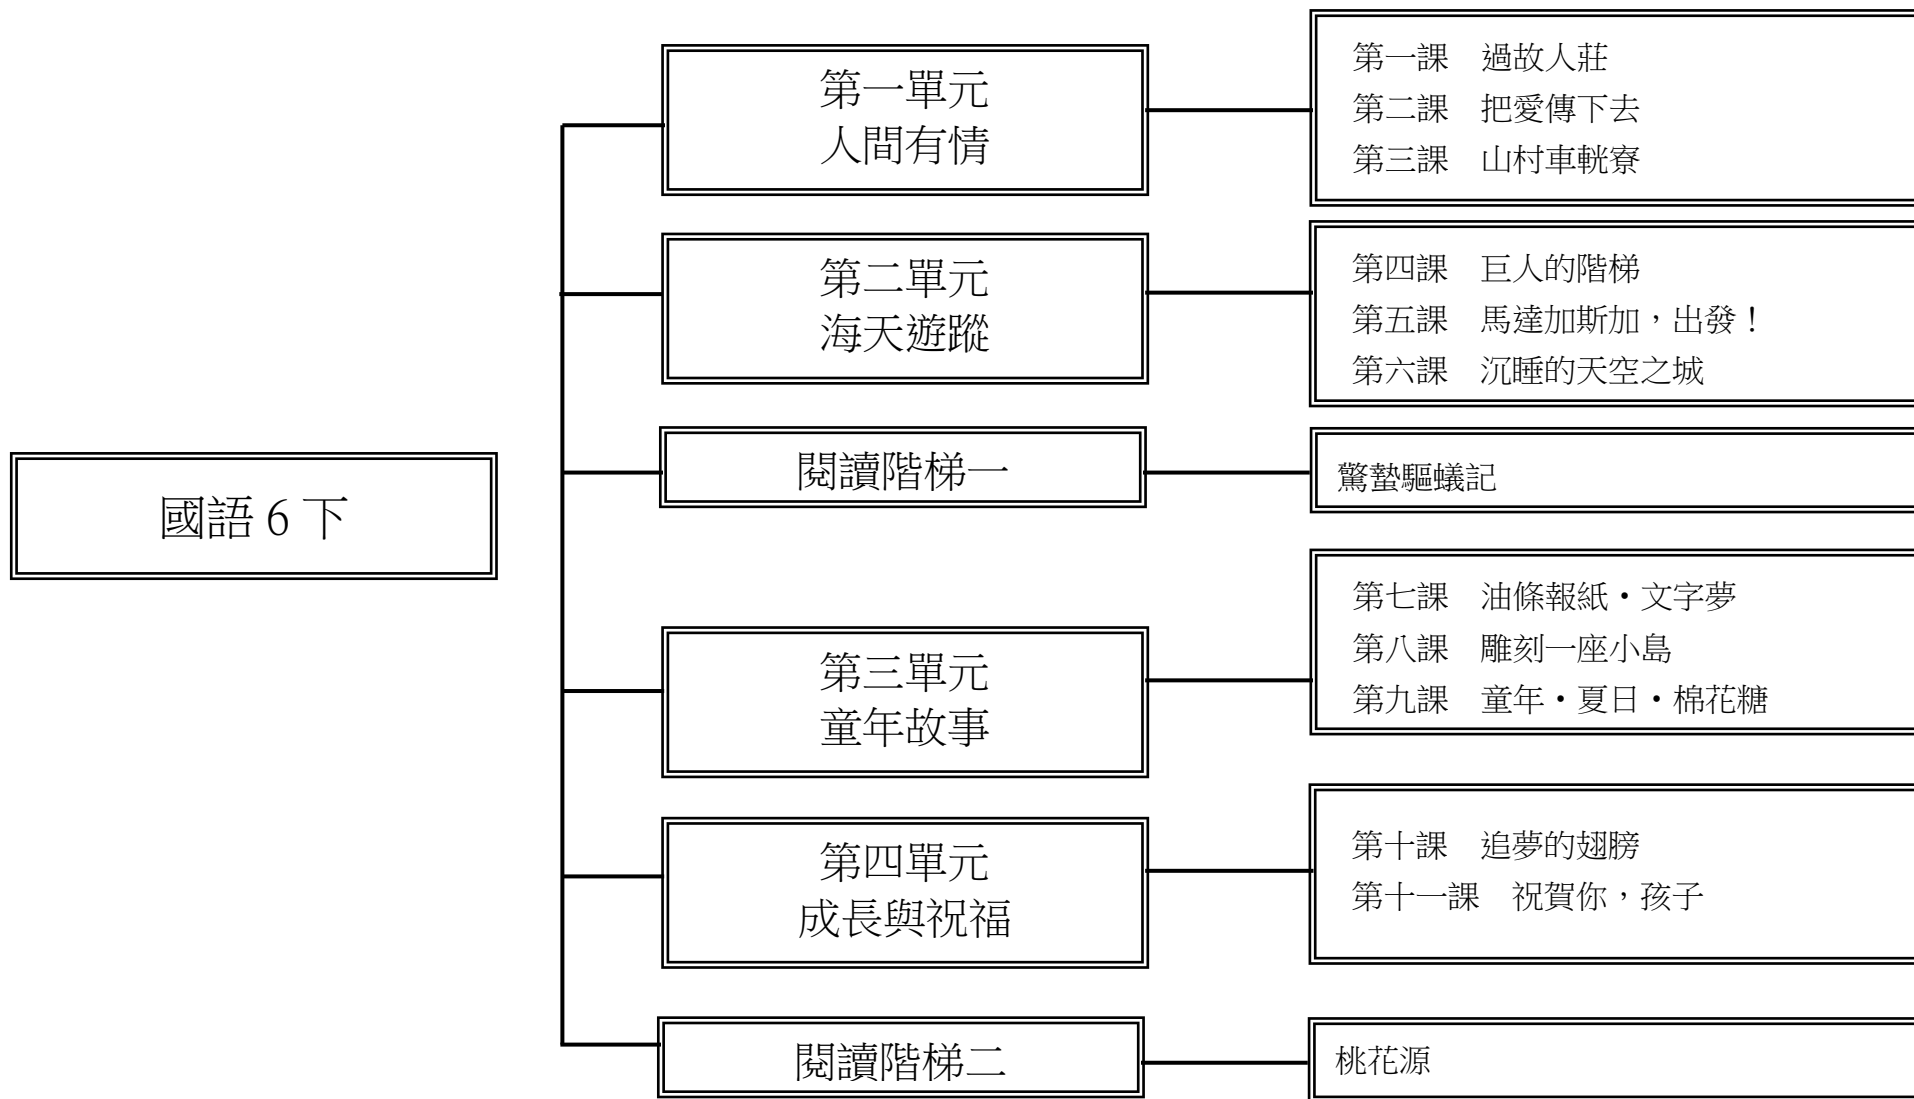 國語 6 下
第一單元
人間有情
第一課　過故人莊
第二課　把愛傳下去
第三課　山村車軏寮
第二單元
海天遊蹤
第四課　巨人的階梯
第五課　馬達加斯加，出發！
第六課　沉睡的天空之城
閱讀階梯一
驚蟄驅蟻記
第三單元
童年故事
第七課　油條報紙‧文字夢
第八課　雕刻一座小島
第九課　童年‧夏日‧棉花糖
第四單元
成長與祝福
第十課　追夢的翅膀
第十一課　祝賀你，孩子
閱讀階梯二
桃花源